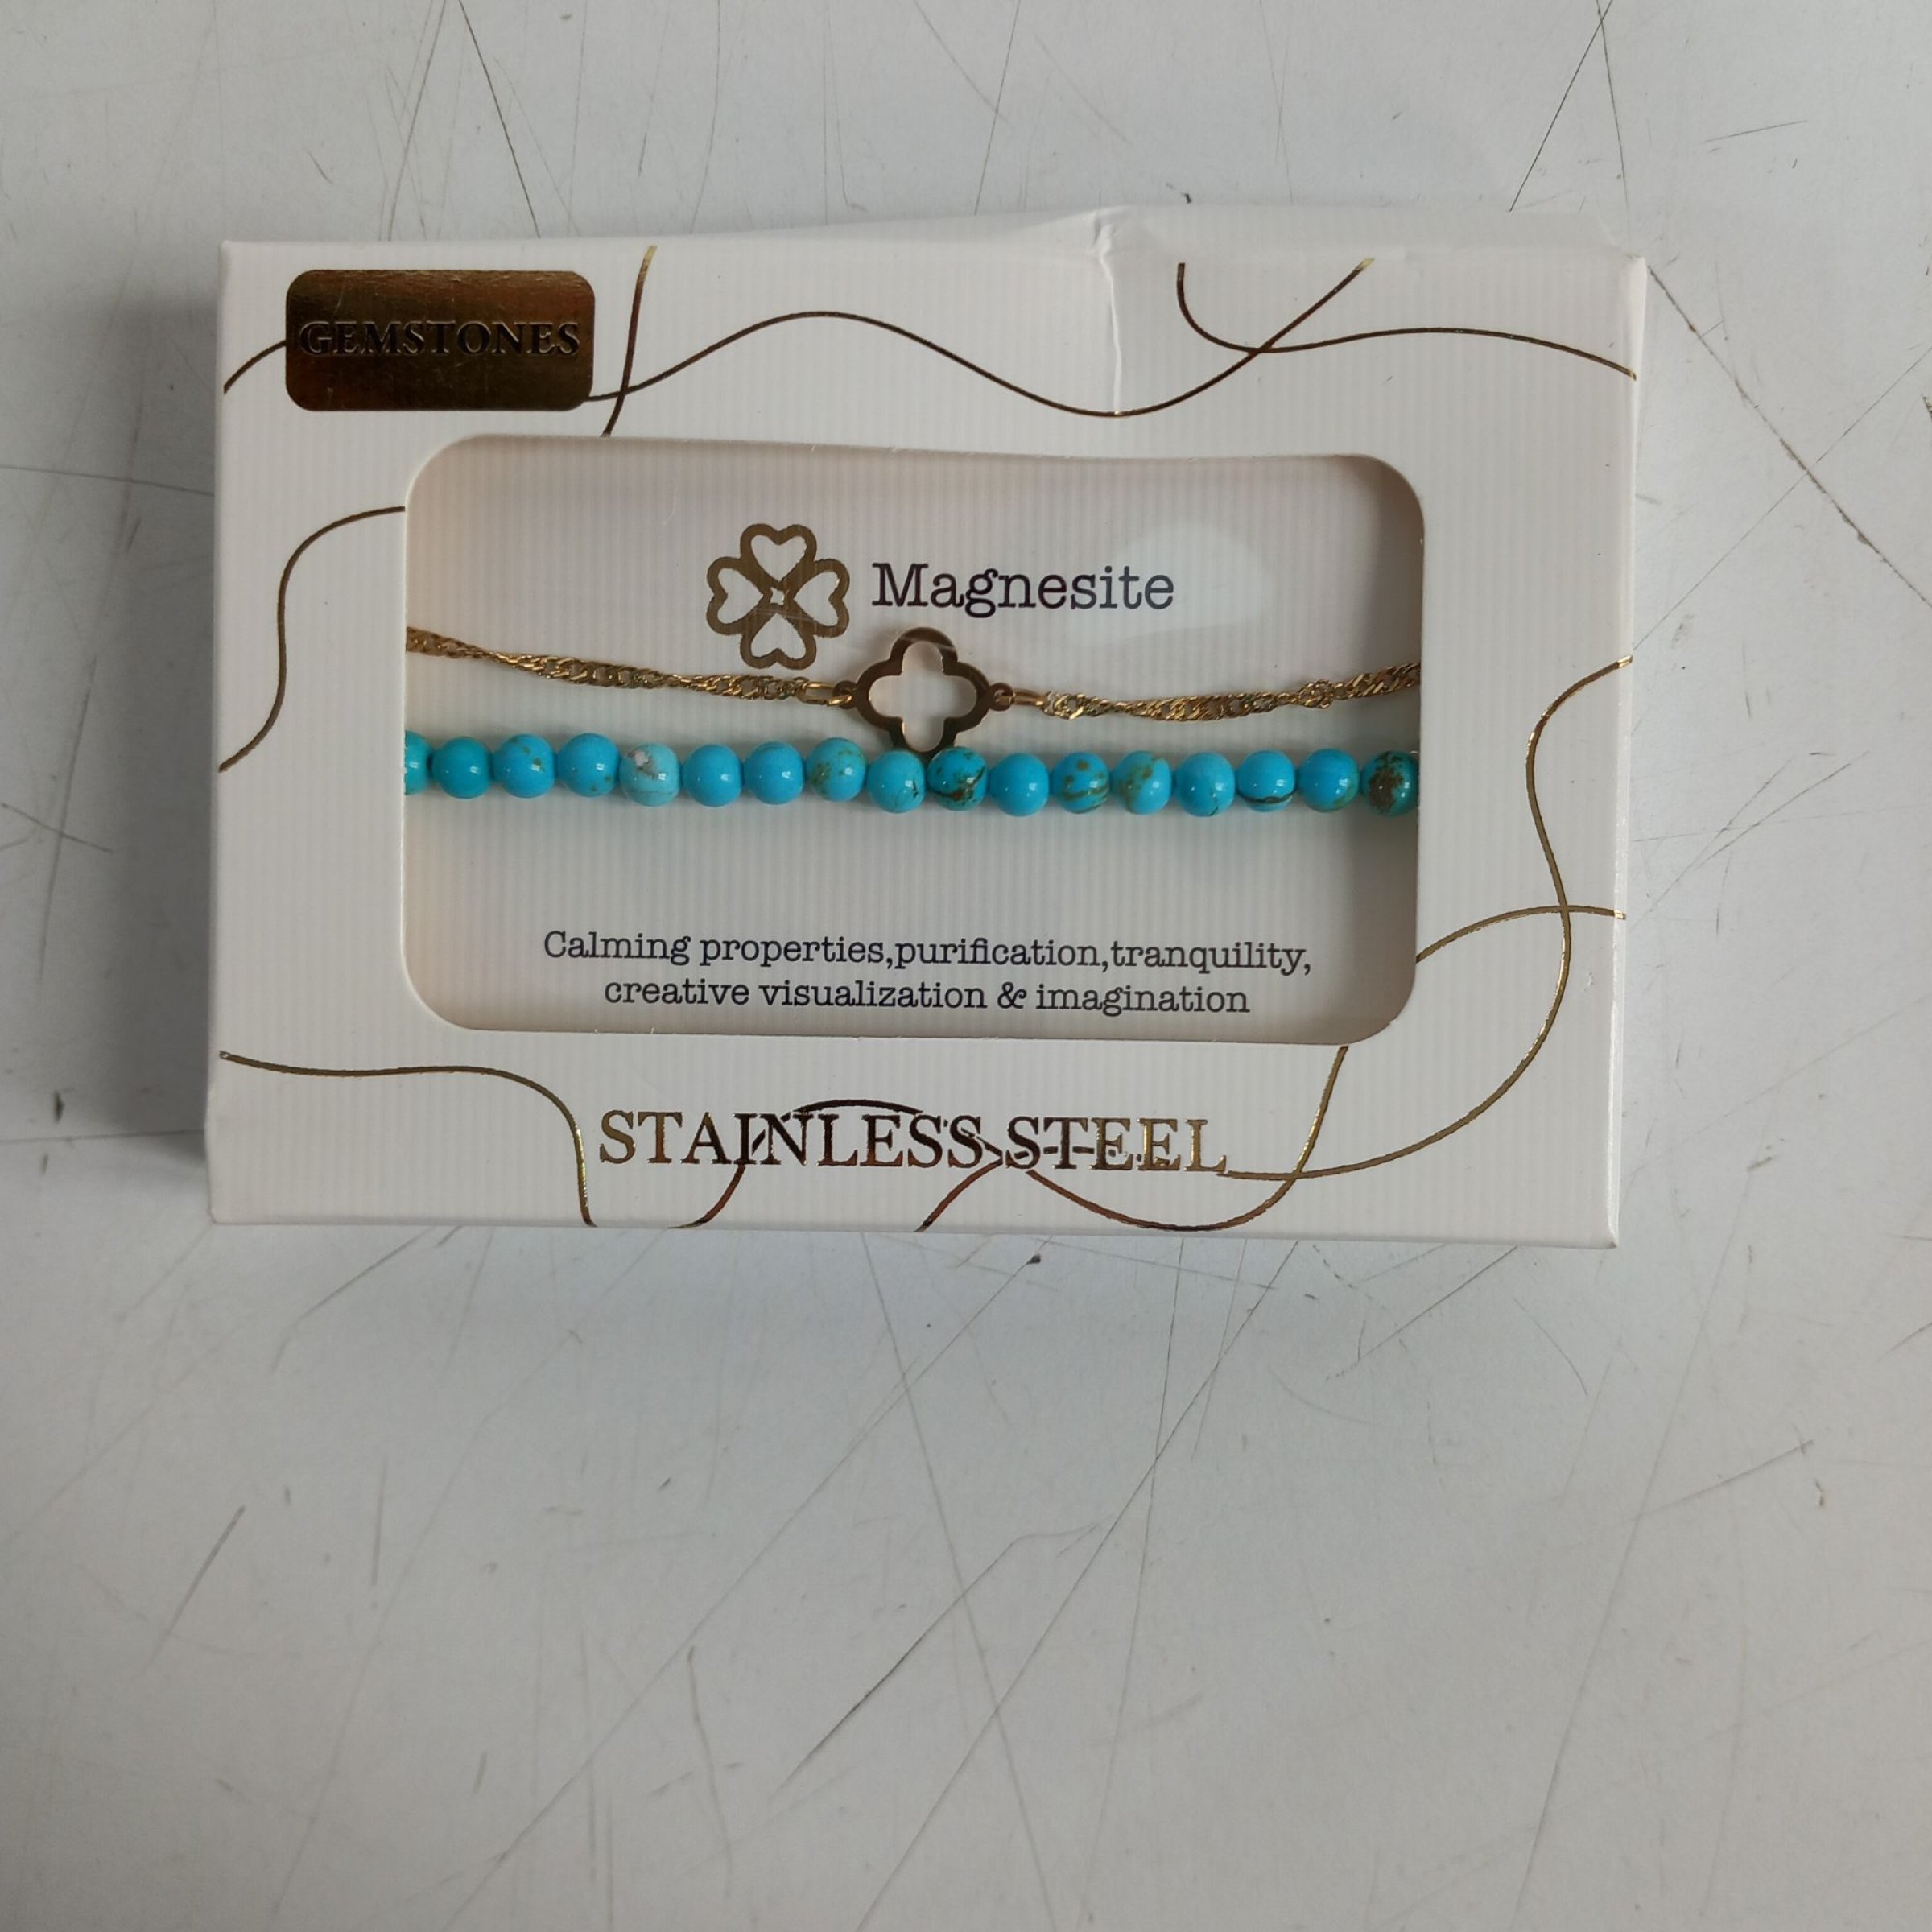 GEMSTONES
Magnesite
Calming properties,purification,tranquility,
creative visualization & imagination
STAINLESS STEEL